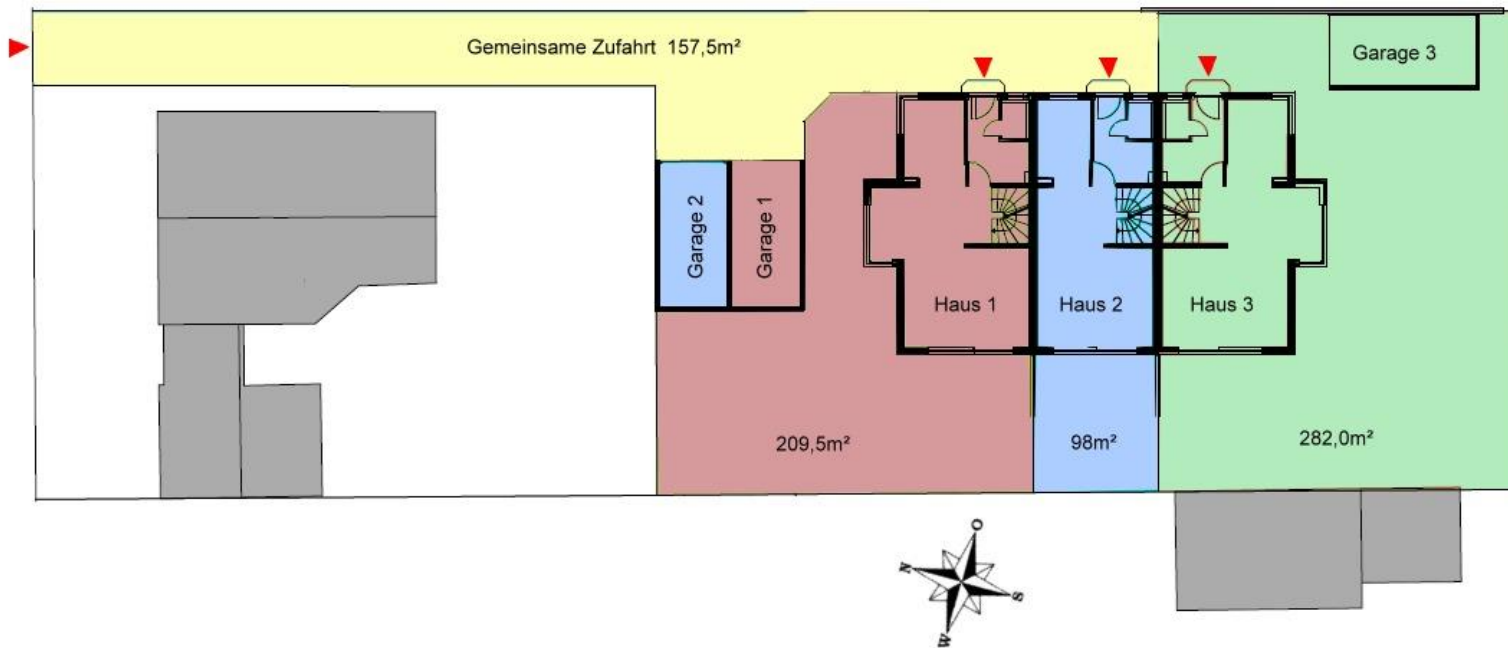 Gemeinsame Zufahrt 157,5m²
Garage 3
Garage 2
Garage 1
Haus 1
Haus 2
Haus 3
209,5m²
98m²
282,0m²
O
N
S
W